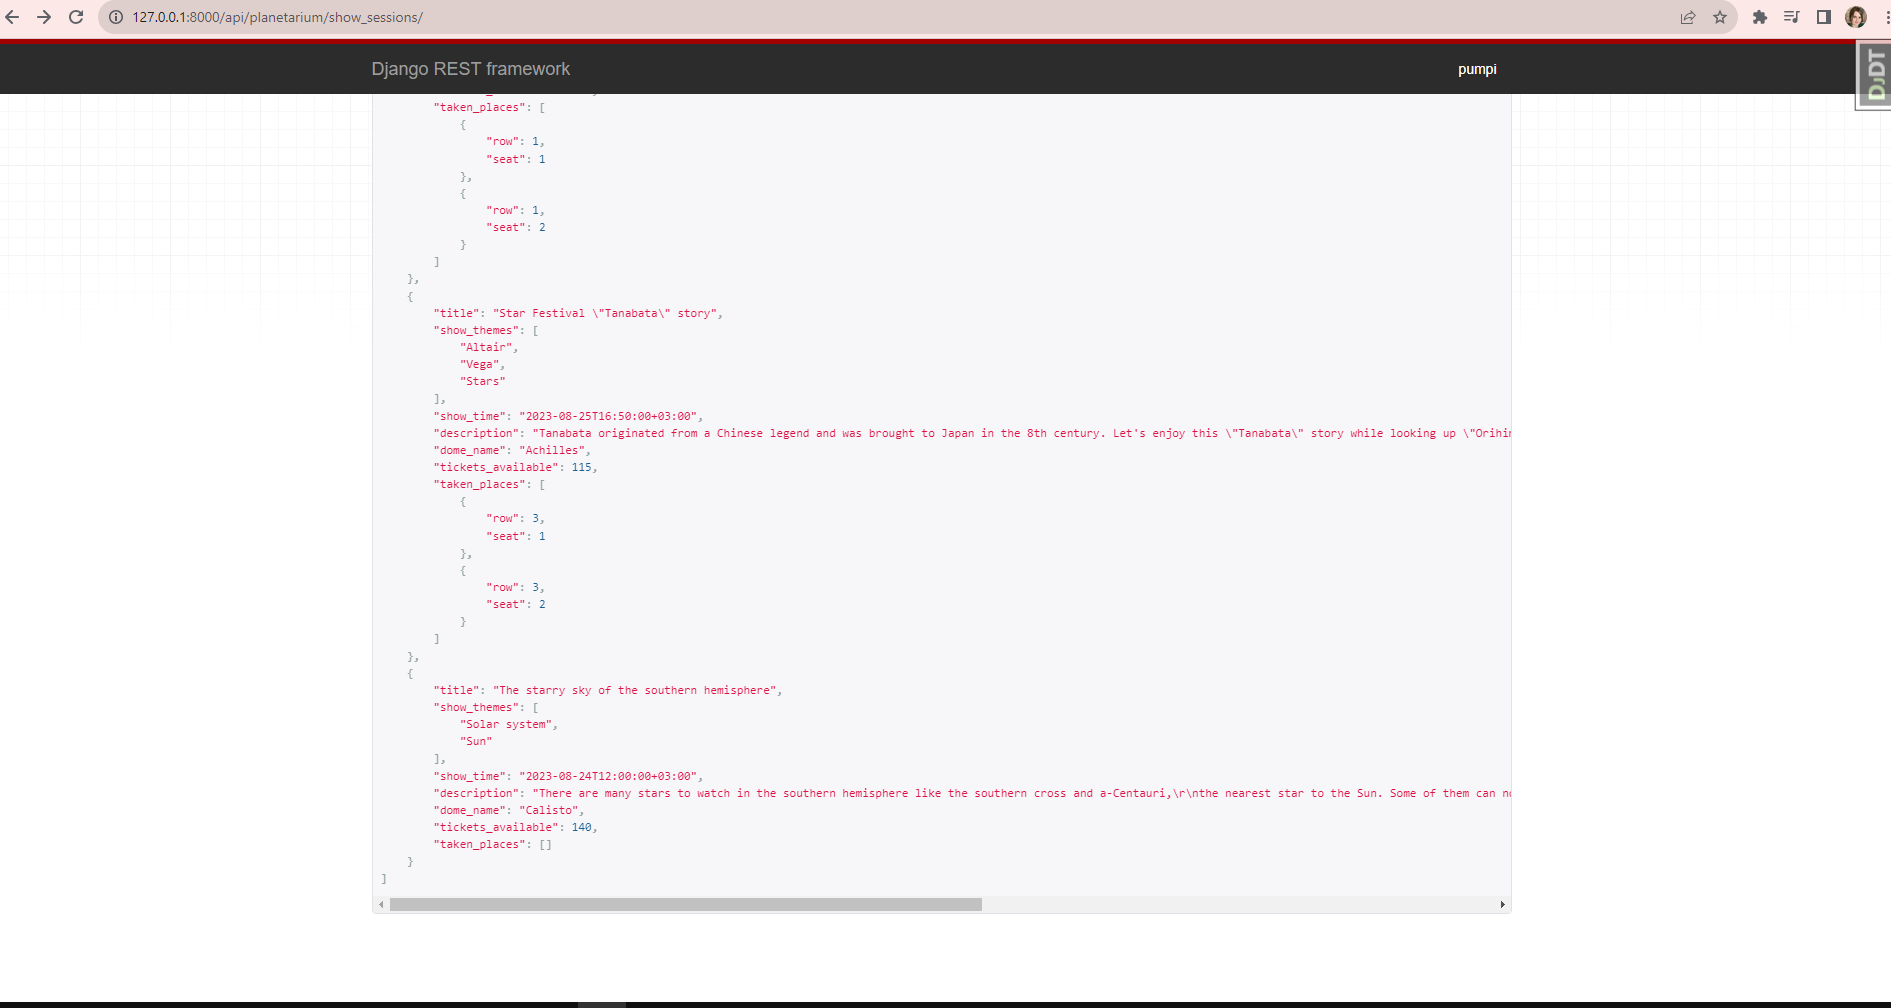 127.0.0.1:8000/api/planetarium/show_sessions/
Django REST framework
pumpi
DjDT
"taken_places": [
{
"row": 1,
"seat": 1
},
{
"row": 1,
"seat": 2
}
]
},
{
"title": "Star Festival \"Tanabata\" story",
"show_themes": [
"Altair",
"Vega",
"Stars"
],
"show_time": "2023-08-25T16:50:00+03:00",
"description": "Tanabata originated from a Chinese legend and was brought to Japan in the 8th century. Let's enjoy this \"Tanabata\" story while looking up \"Orihi
"dome_name": "Achilles",
"tickets_available": 115,
"taken_places": [
{
"row": 3,
"seat": 1
},
{
"row": 3,
"seat": 2
}
]
},
{
"title": "The starry sky of the southern hemisphere",
"show_themes": [
"Solar system",
"Sun"
],
"show_time": "2023-08-24T12:00:00+03:00",
"description": "There are many stars to watch in the southern hemisphere like the southern cross and a-Centauri,\r\nthe nearest star to the Sun. Some of them can
"dome_name": "Calisto",
"tickets_available": 140,
"taken_places": []
}
]